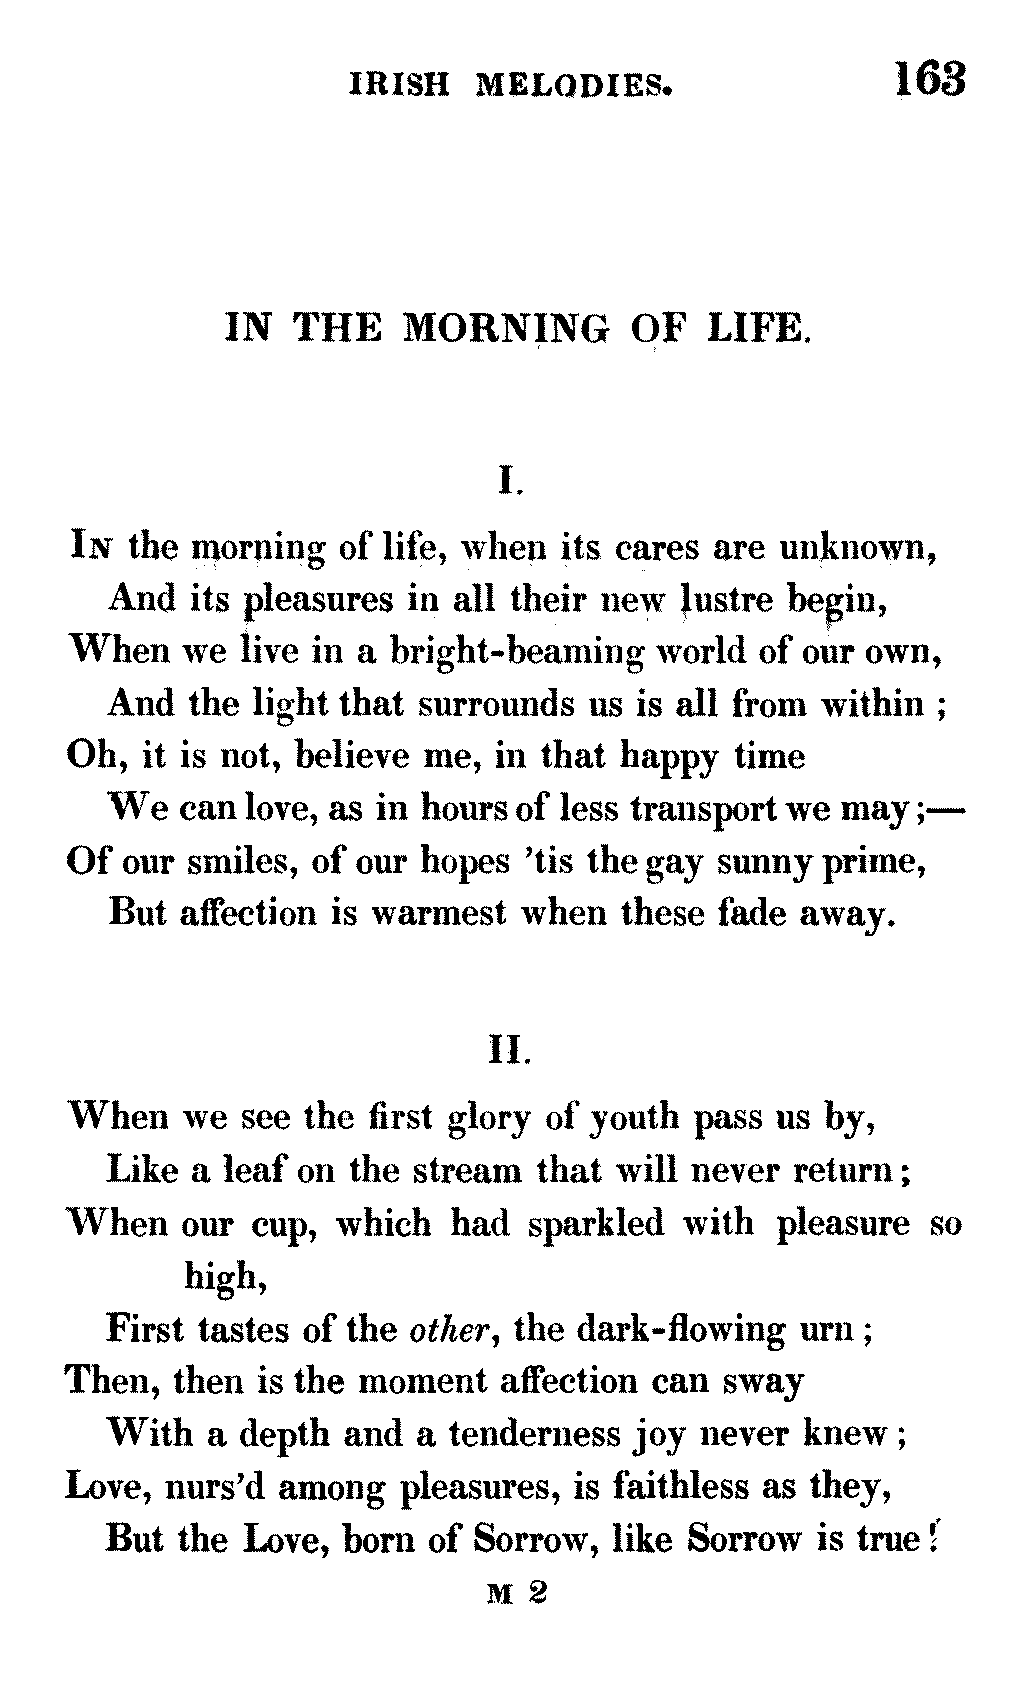 IRISH MELODIES. 163
IN THE MORNING OF LIFE.
I.
IN the morning of life, when its cares are unknown,
And its pleasures in all their new lustre begin,
When we live in a bright-beaming world of our own,
And the light that surrounds us is all from within ;
Oh, it is not, believe me, in that happy time
We can love, as in hours of less transport we may ;—
Of our smiles, of our hopes 'tis the gay sunny prime,
But affection is warmest when these fade away.
II.
When we see the first glory of youth pass us by,
Like a leaf on the stream that will never return ;
When our cup, which had sparkled with pleasure so
high,
First tastes of the other, the dark-flowing urn ;
Then, then is the moment affection can sway
With a depth and a tenderness joy never knew ;
Love, nurs'd among pleasures, is faithless as they,
But the Love, born of Sorrow, like Sorrow is true !
M 2